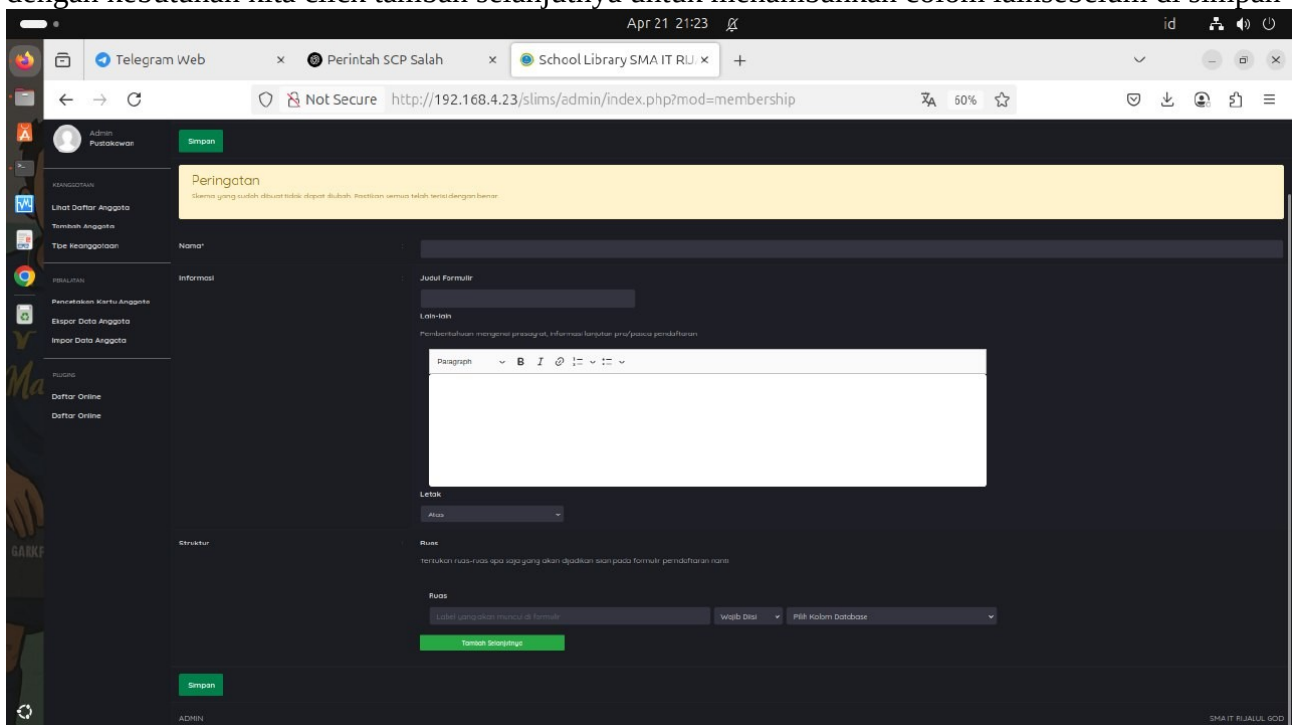 dengan kebutuhan kita click tambah selanjutnya untuk menambahkan colom lainsebelum di simpan
Apr 21 21:23 id
Telegram Web × Perintah SCP Salah × School Library SMA IT RIJ × +
Not Secure http://192.168.4.23/slims/admin/index.php?mod=membership 60%
Admin
Pustakawan
Simpan
Peringatan
Skema yang sudah dibuat tidak dapat diubah. Pastikan semua telah terisi dengan benar.
KEANGGOTAAN
Lihat Daftar Anggota
Tambah Anggota
Tipe Keanggotaan
Nama*
Informasi
Judul Formulir
PERALATAN
Pencetakan Kartu Anggota
Ekspor Data Anggota
Impor Data Anggota
Lain-lain
Pemberitahuan mengenai prasayrat, informasi lanjutan pra/pasca pendaftaran
Paragraph B I
PLUGINS
Daftar Online
Daftar Online
Letak
Atas
Struktur
Ruas
Tentukan ruas-ruas apa saja yang akan dijadikan isian pada formulir pendaftaran nanti
Ruas
Label yang akan muncul di formulir Wajib Diisi Pilih Kolom Database
Tambah Selanjutnya
Simpan
ADMIN SMA IT RIJALUL GOD